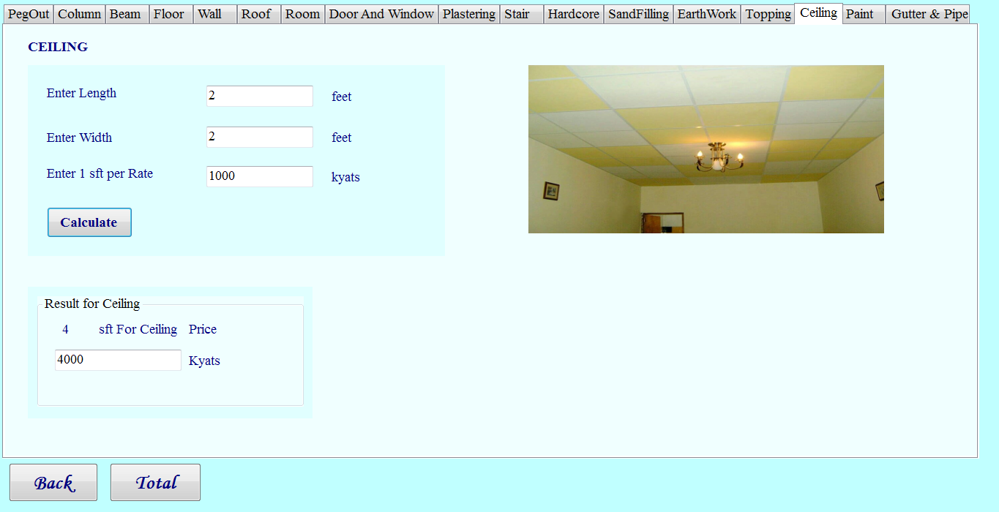 PegOut Column Beam Floor Wall Roof Room Door And Window Plastering Stair Hardcore SandFilling EarthWork Topping Ceiling Paint Gutter & Pipe
CEILING
Enter Length 2 feet
Enter Width 2 feet
Enter 1 sft per Rate 1000 kyats
Calculate
Result for Ceiling
4 sft For Ceiling Price
4000 Kyats
Back Total